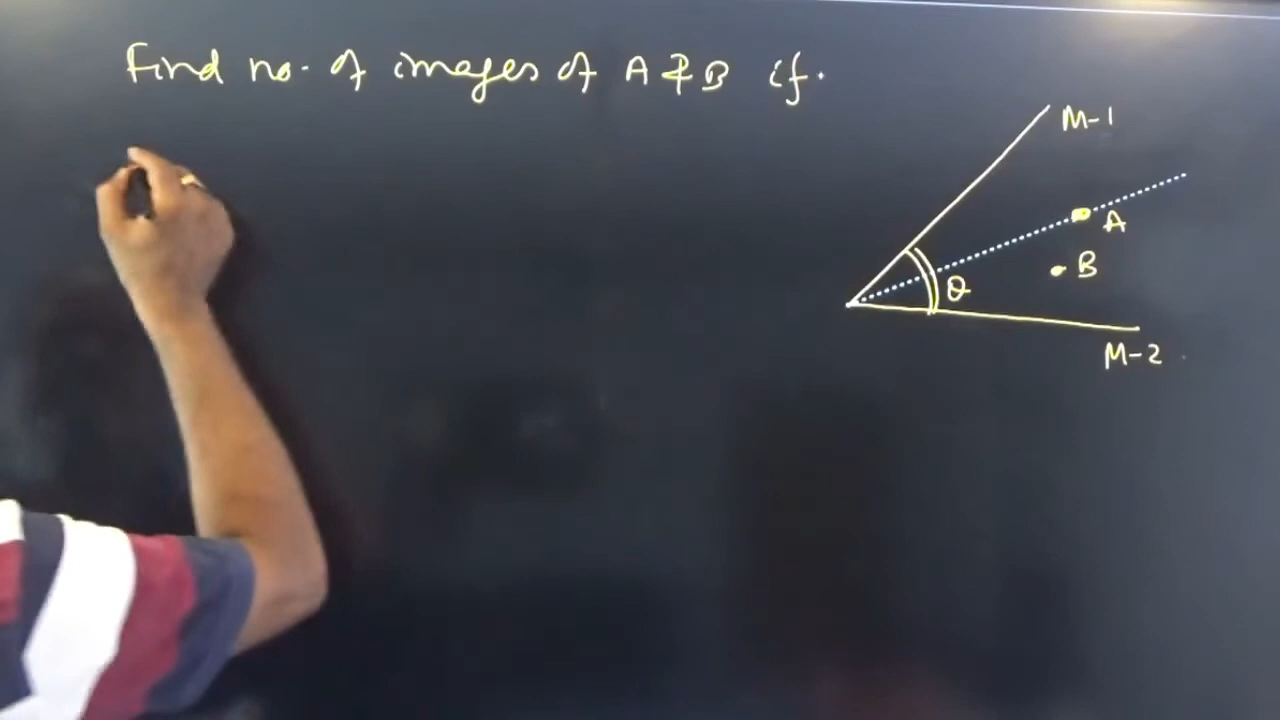 Find no. of images of A & B if.
M-1
A
B
θ
M-2